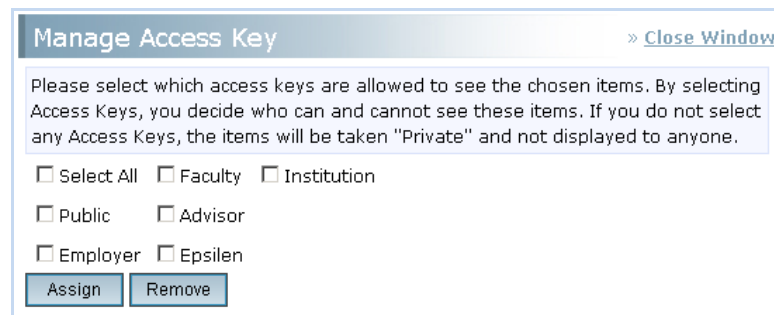 Manage Access Key » Close Window
Please select which access keys are allowed to see the chosen items. By selecting
Access Keys, you decide who can and cannot see these items. If you do not select
any Access Keys, the items will be taken "Private" and not displayed to anyone.
Select All Faculty Institution
Public Advisor
Employer Epsilen
Assign Remove